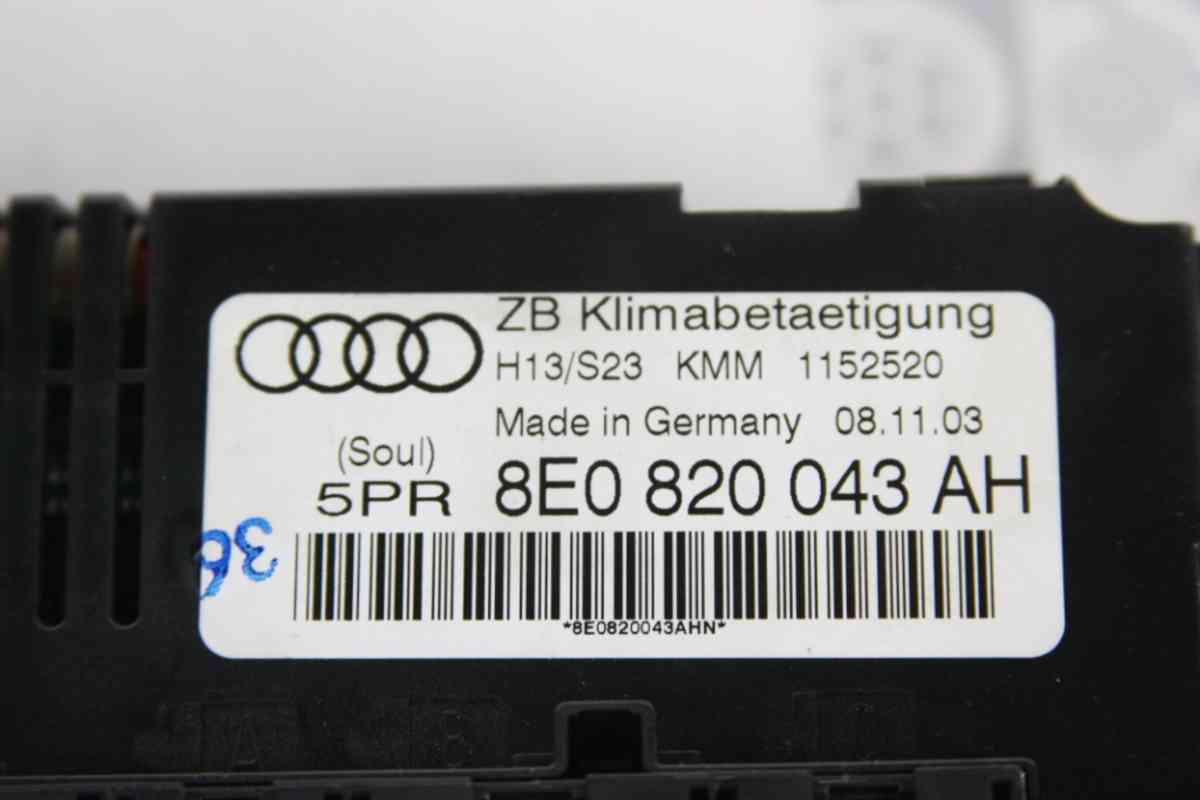 ZB Klimabetaetigung
H13/S23 KMM 1152520
Made in Germany 08.11.03
(Soul)
5PR 8E0 820 043 AH
36
*8E0820043AHN*
A B C